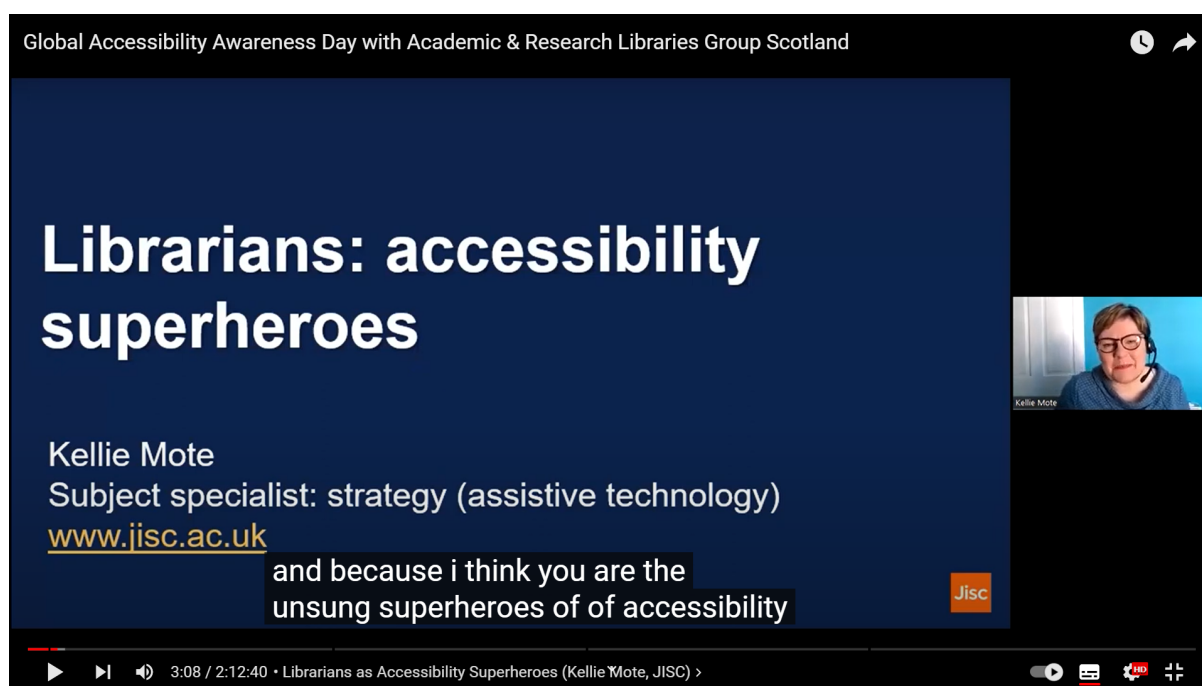 Global Accessibility Awareness Day with Academic & Research Libraries Group Scotland
Librarians: accessibility
superheroes
Kellie Mote
Subject specialist: strategy (assistive technology)
www.jisc.ac.uk
and because i think you are the
unsung superheroes of of accessibility
Jisc
Kellie Mote
3:08 / 2:12:40 • Librarians as Accessibility Superheroes (Kellie Mote, JISC) ›
HD